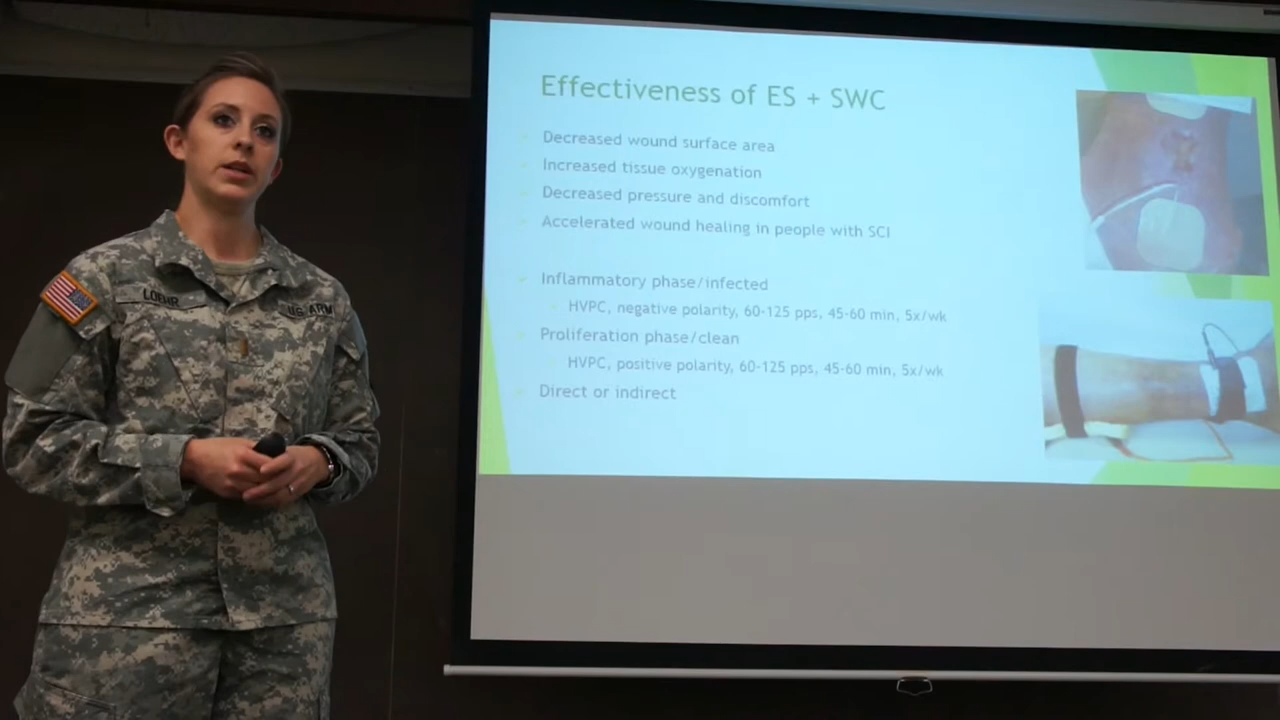 Effectiveness of ES + SWC
Decreased wound surface area
Increased tissue oxygenation
Decreased pressure and discomfort
Accelerated wound healing in people with SCI
Inflammatory phase/infected
HVPC, negative polarity, 60-125 pps, 45-60 min, 5x/wk
Proliferation phase/clean
HVPC, positive polarity, 60-125 pps, 45-60 min, 5x/wk
Direct or indirect
LOEHR
US ARM